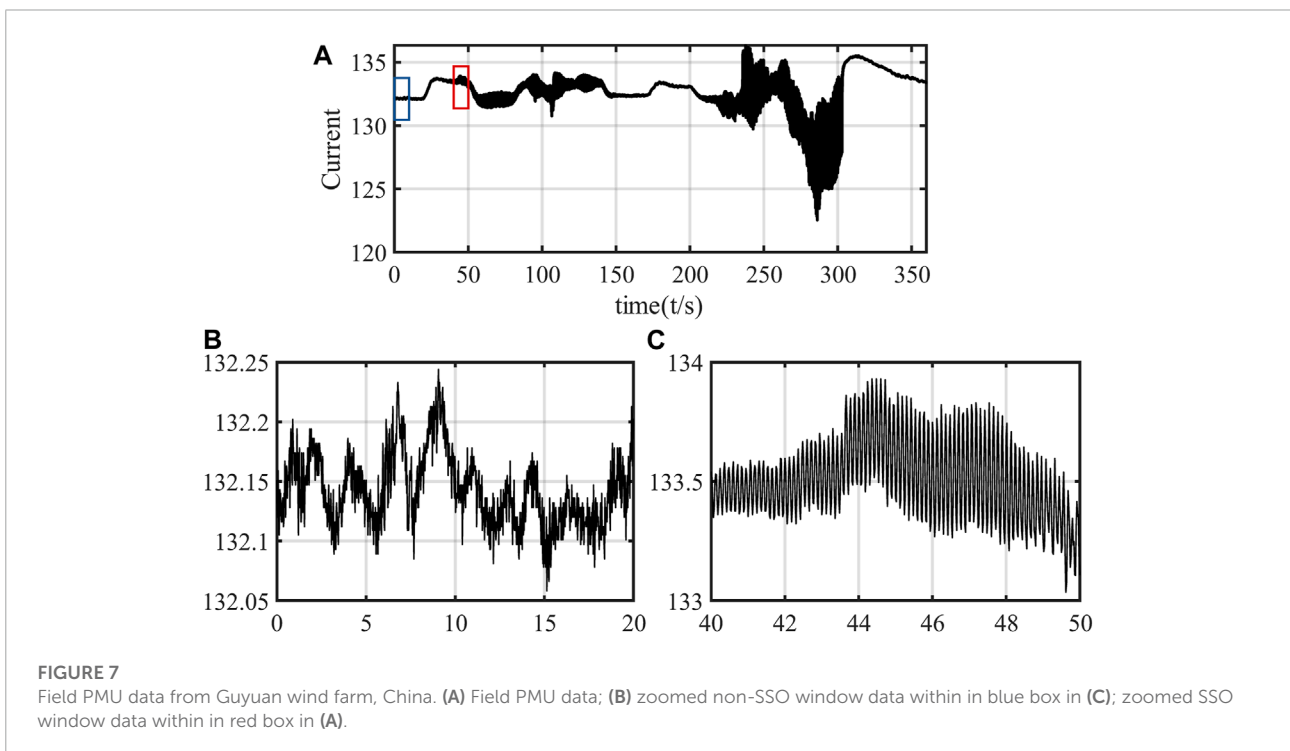 A
135
130
125
120
Current
0 50 100 150 200 250 300 350
time(t/s)
B
132.25
132.2
132.15
132.1
132.05
0 5 10 15 20
C
134
133.5
133
40 42 44 46 48 50
FIGURE 7
Field PMU data from Guyuan wind farm, China. (A) Field PMU data; (B) zoomed non-SSO window data within in blue box in (C); zoomed SSO
window data within in red box in (A).